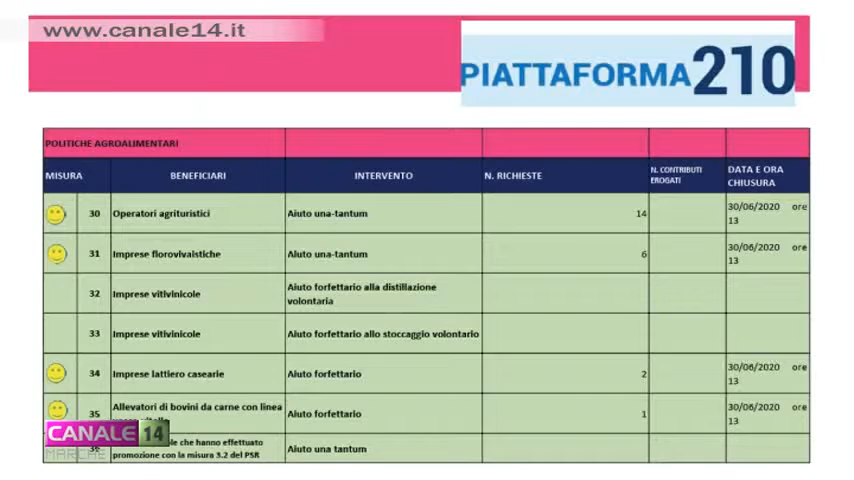 www.canale14.it
PIATTAFORMA210
POLITICHE AGROALIMENTARI
MISURA BENEFICIARI INTERVENTO N. RICHIESTE N. CONTRIBUTI EROGATI DATA E ORA CHIUSURA
30 Operatori agrituristici Aiuto una-tantum 14 30/06/2020 ore 13
31 Imprese florovivaistiche Aiuto una-tantum 6 30/06/2020 ore 13
32 Imprese vitivinicole Aiuto forfettario alla distillazione volontaria
33 Imprese vitivinicole Aiuto forfettario allo stoccaggio volontario
34 Imprese lattiero casearie Aiuto forfettario 2 30/06/2020 ore 13
35 Allevatori di bovini da carne con linea Aiuto forfettario 1 30/06/2020 ore 13
36 che hanno effettuato promozione con la misura 3.2 del PSR Aiuto una tantum
CANALE 14
MARCHE